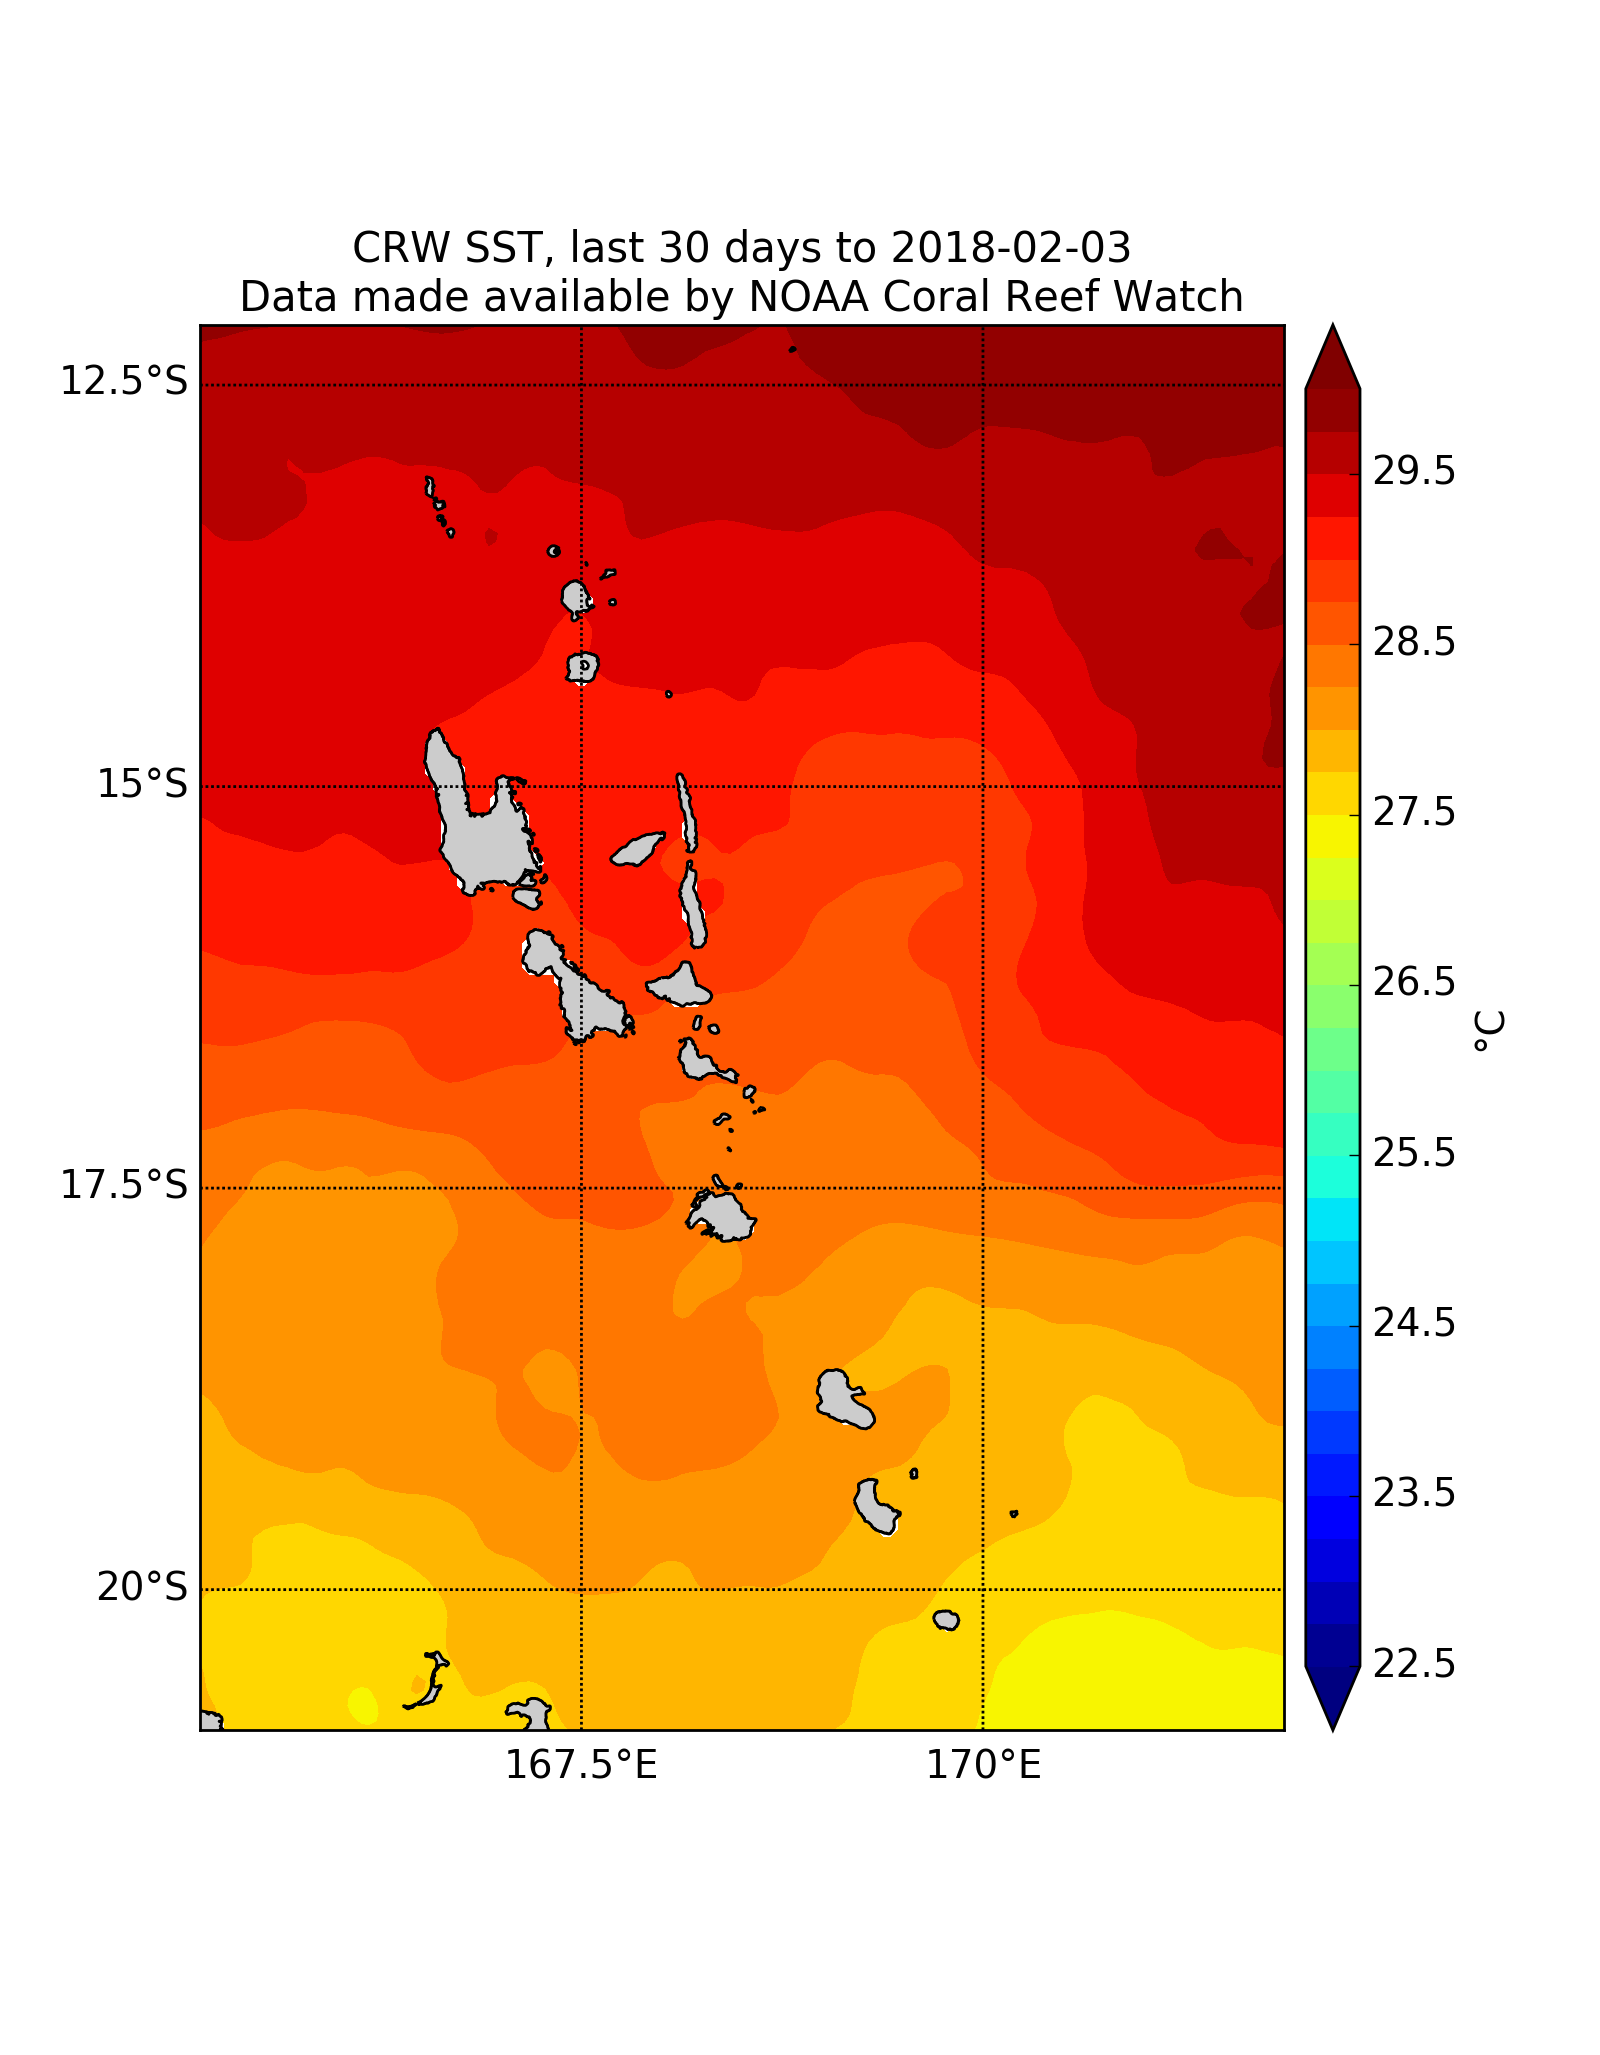 CRW SST, last 30 days to 2018-02-03
Data made available by NOAA Coral Reef Watch
12.5°S
15°S
17.5°S
20°S
167.5°E
170°E
29.5
28.5
27.5
26.5
25.5
24.5
23.5
22.5
°C